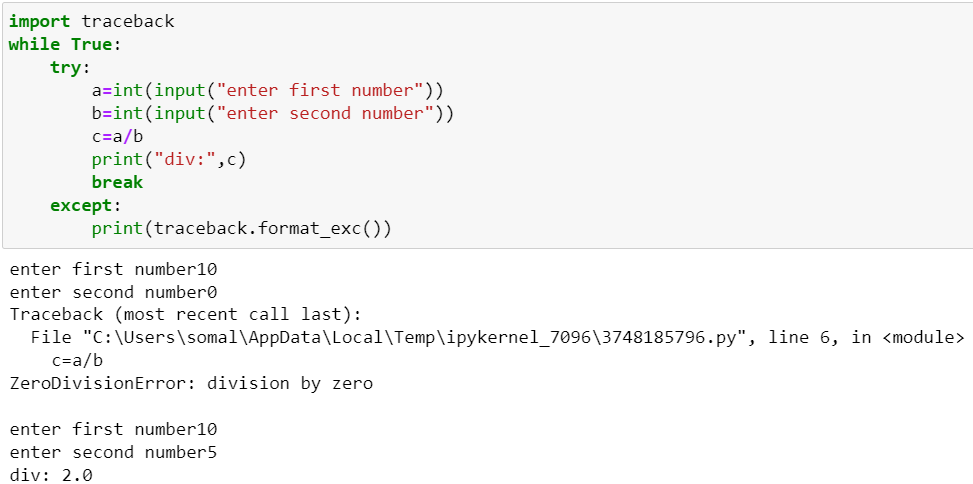 import traceback
while True:
    try:
        a=int(input("enter first number"))
        b=int(input("enter second number"))
        c=a/b
        print("div:",c)
        break
    except:
        print(traceback.format_exc())
enter first number10
enter second number0
Traceback (most recent call last):
  File "C:\Users\somal\AppData\Local\Temp\ipykernel_7096\3748185796.py", line 6, in <module>
    c=a/b
ZeroDivisionError: division by zero

enter first number10
enter second number5
div: 2.0